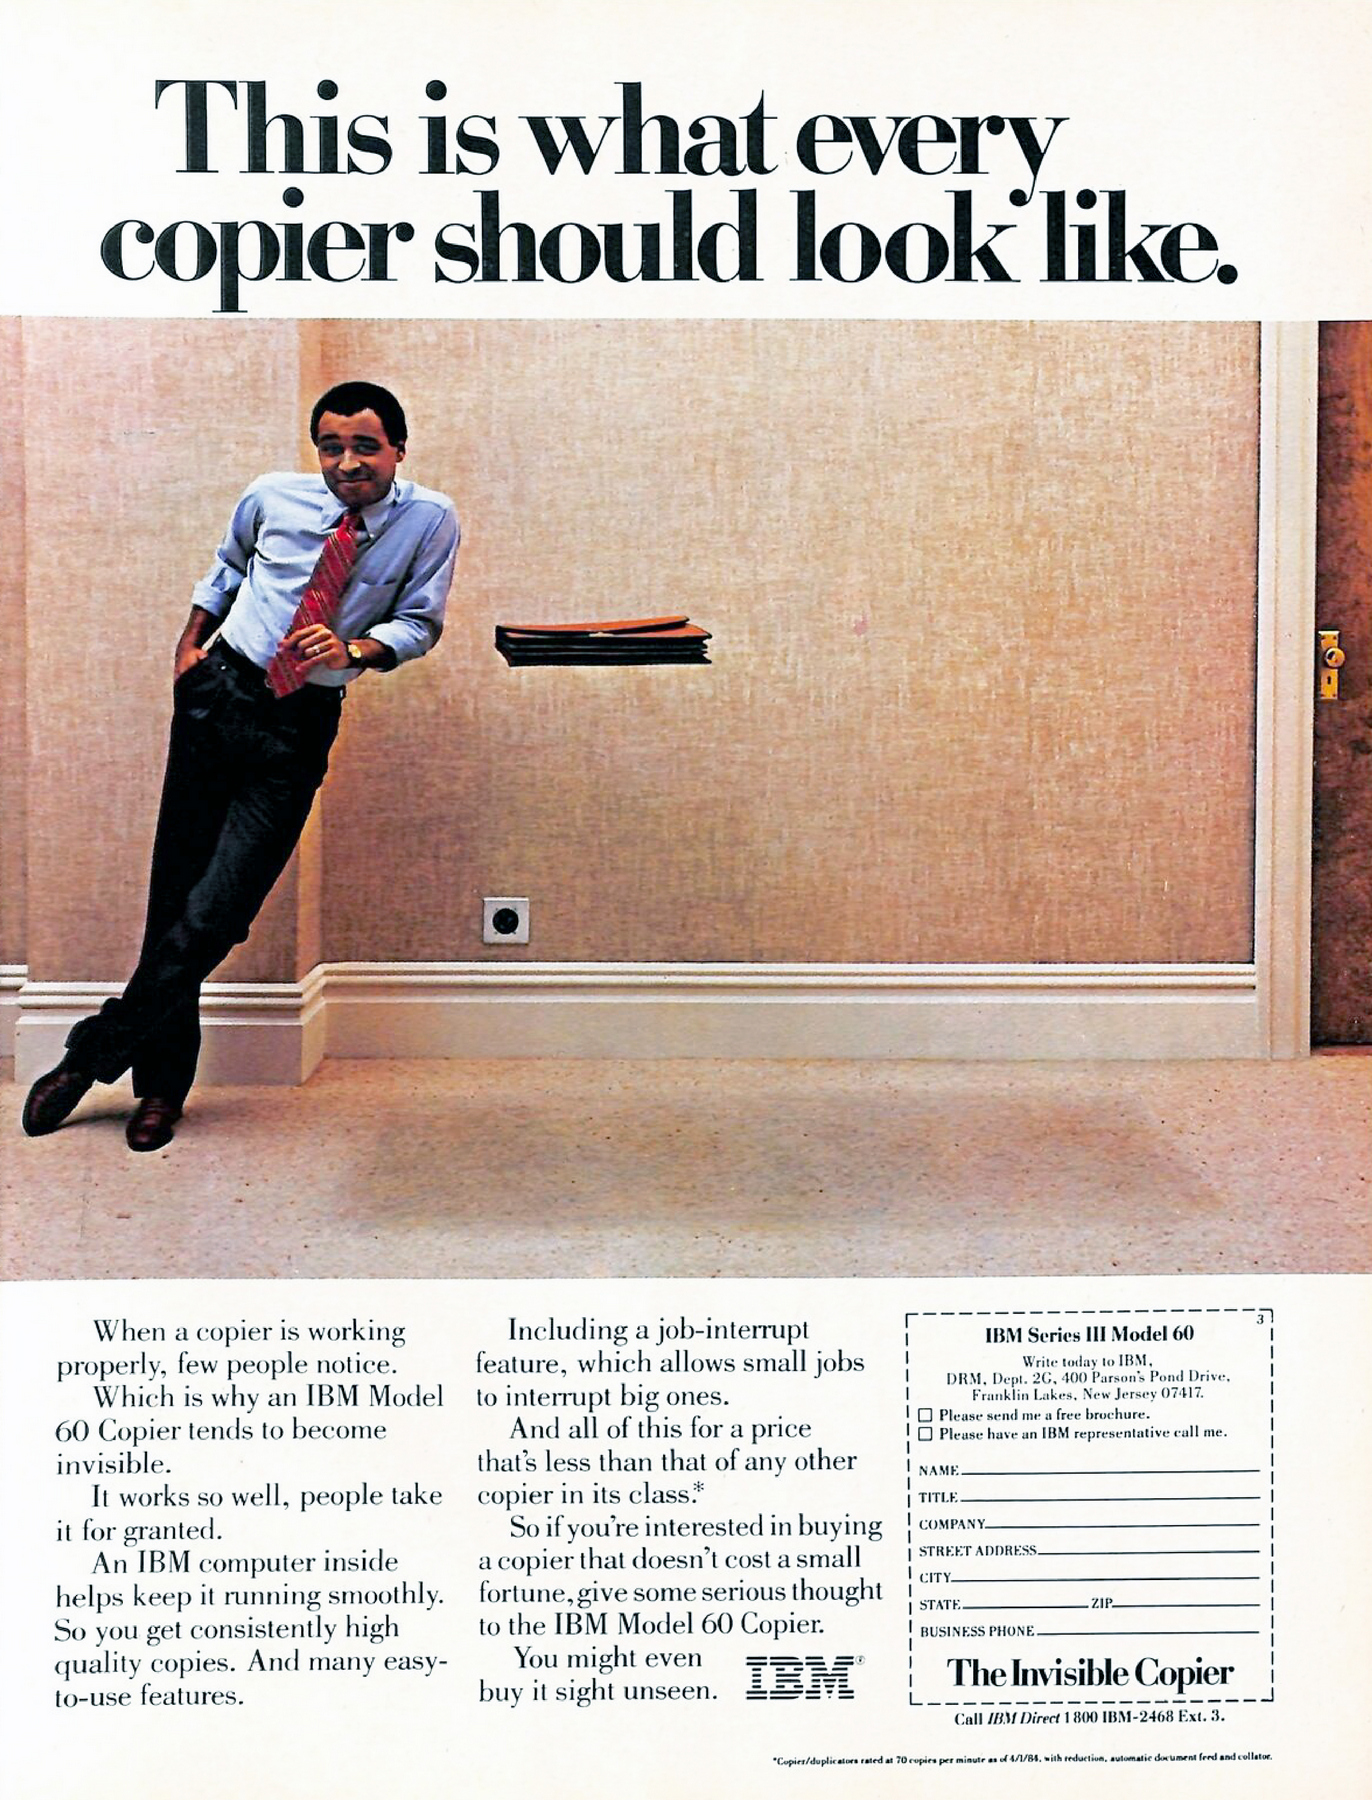 This is what every
copier should look like.
When a copier is working
properly, few people notice.
Which is why an IBM Model
60 Copier tends to become
invisible.
It works so well, people take
it for granted.
An IBM computer inside
helps keep it running smoothly.
So you get consistently high
quality copies. And many easy-
to-use features.
Including a job-interrupt
feature, which allows small jobs
to interrupt big ones.
And all of this for a price
that's less than that of any other
copier in its class.*
So if you're interested in buying
a copier that doesn't cost a small
fortune, give some serious thought
to the IBM Model 60 Copier.
You might even
buy it sight unseen.
IBM®
3
IBM Series III Model 60
Write today to IBM,
DRM, Dept. 2G, 400 Parson's Pond Drive,
Franklin Lakes, New Jersey 07417.
Please send me a free brochure.
Please have an IBM representative call me.
NAME
TITLE
COMPANY
STREET ADDRESS
CITY
STATE ZIP
BUSINESS PHONE
The Invisible Copier
Call IBM Direct 1 800 IBM-2468 Ext. 3.
*Copier/duplicators rated at 70 copies per minute as of 4/1/84, with reduction, automatic document feed and collator.